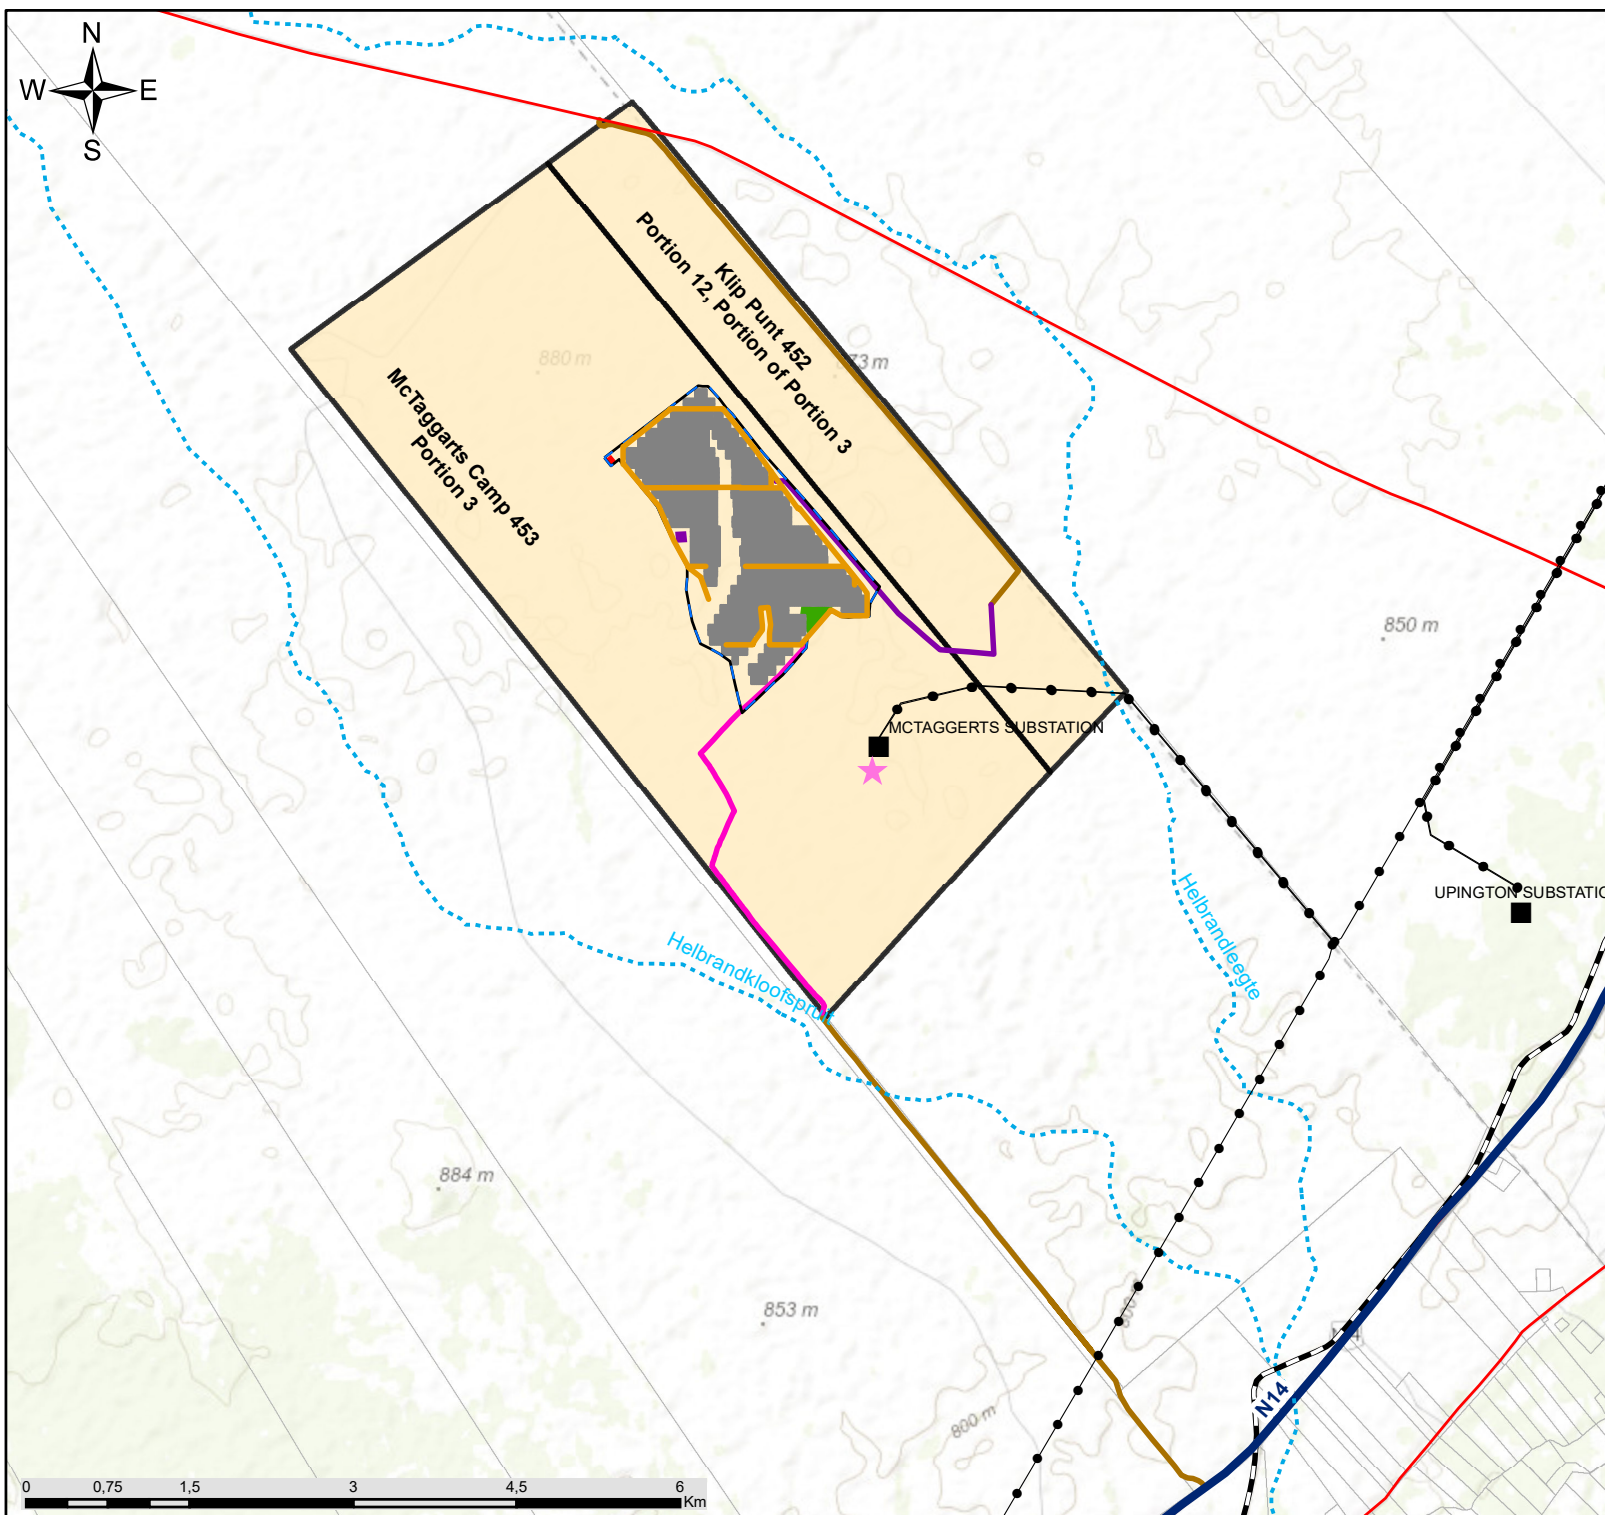 N
W E
S
Klip Punt 452
Portion 12, Portion of Portion 3
880 m
73 m
McTaggarts Camp 453
Portion 3
850 m
MCTAGGERTS SUBSTATION
UPINGTON SUBSTATIO
Helbrandleegte
Helbrandkloofspruit
884 m
853 m
800 m
N14
0 0,75 1,5 3 4,5 6
Km